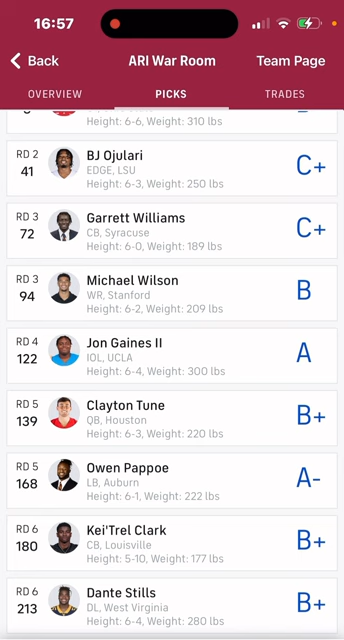 16:57
Back
ARI War Room
Team Page
OVERVIEW
PICKS
TRADES
Height: 6-6, Weight: 310 lbs
RD 2
41
BJ Ojulari
EDGE, LSU
Height: 6-3, Weight: 250 lbs
C+
RD 3
72
Garrett Williams
CB, Syracuse
Height: 6-0, Weight: 189 lbs
C+
RD 3
94
Michael Wilson
WR, Stanford
Height: 6-2, Weight: 209 lbs
B
RD 4
122
Jon Gaines II
IOL, UCLA
Height: 6-4, Weight: 300 lbs
A
RD 5
139
Clayton Tune
QB, Houston
Height: 6-3, Weight: 220 lbs
B+
RD 5
168
Owen Pappoe
LB, Auburn
Height: 6-1, Weight: 222 lbs
A-
RD 6
180
Kei'Trel Clark
CB, Louisville
Height: 5-10, Weight: 177 lbs
B+
RD 6
213
Dante Stills
DL, West Virginia
Height: 6-4, Weight: 280 lbs
B+